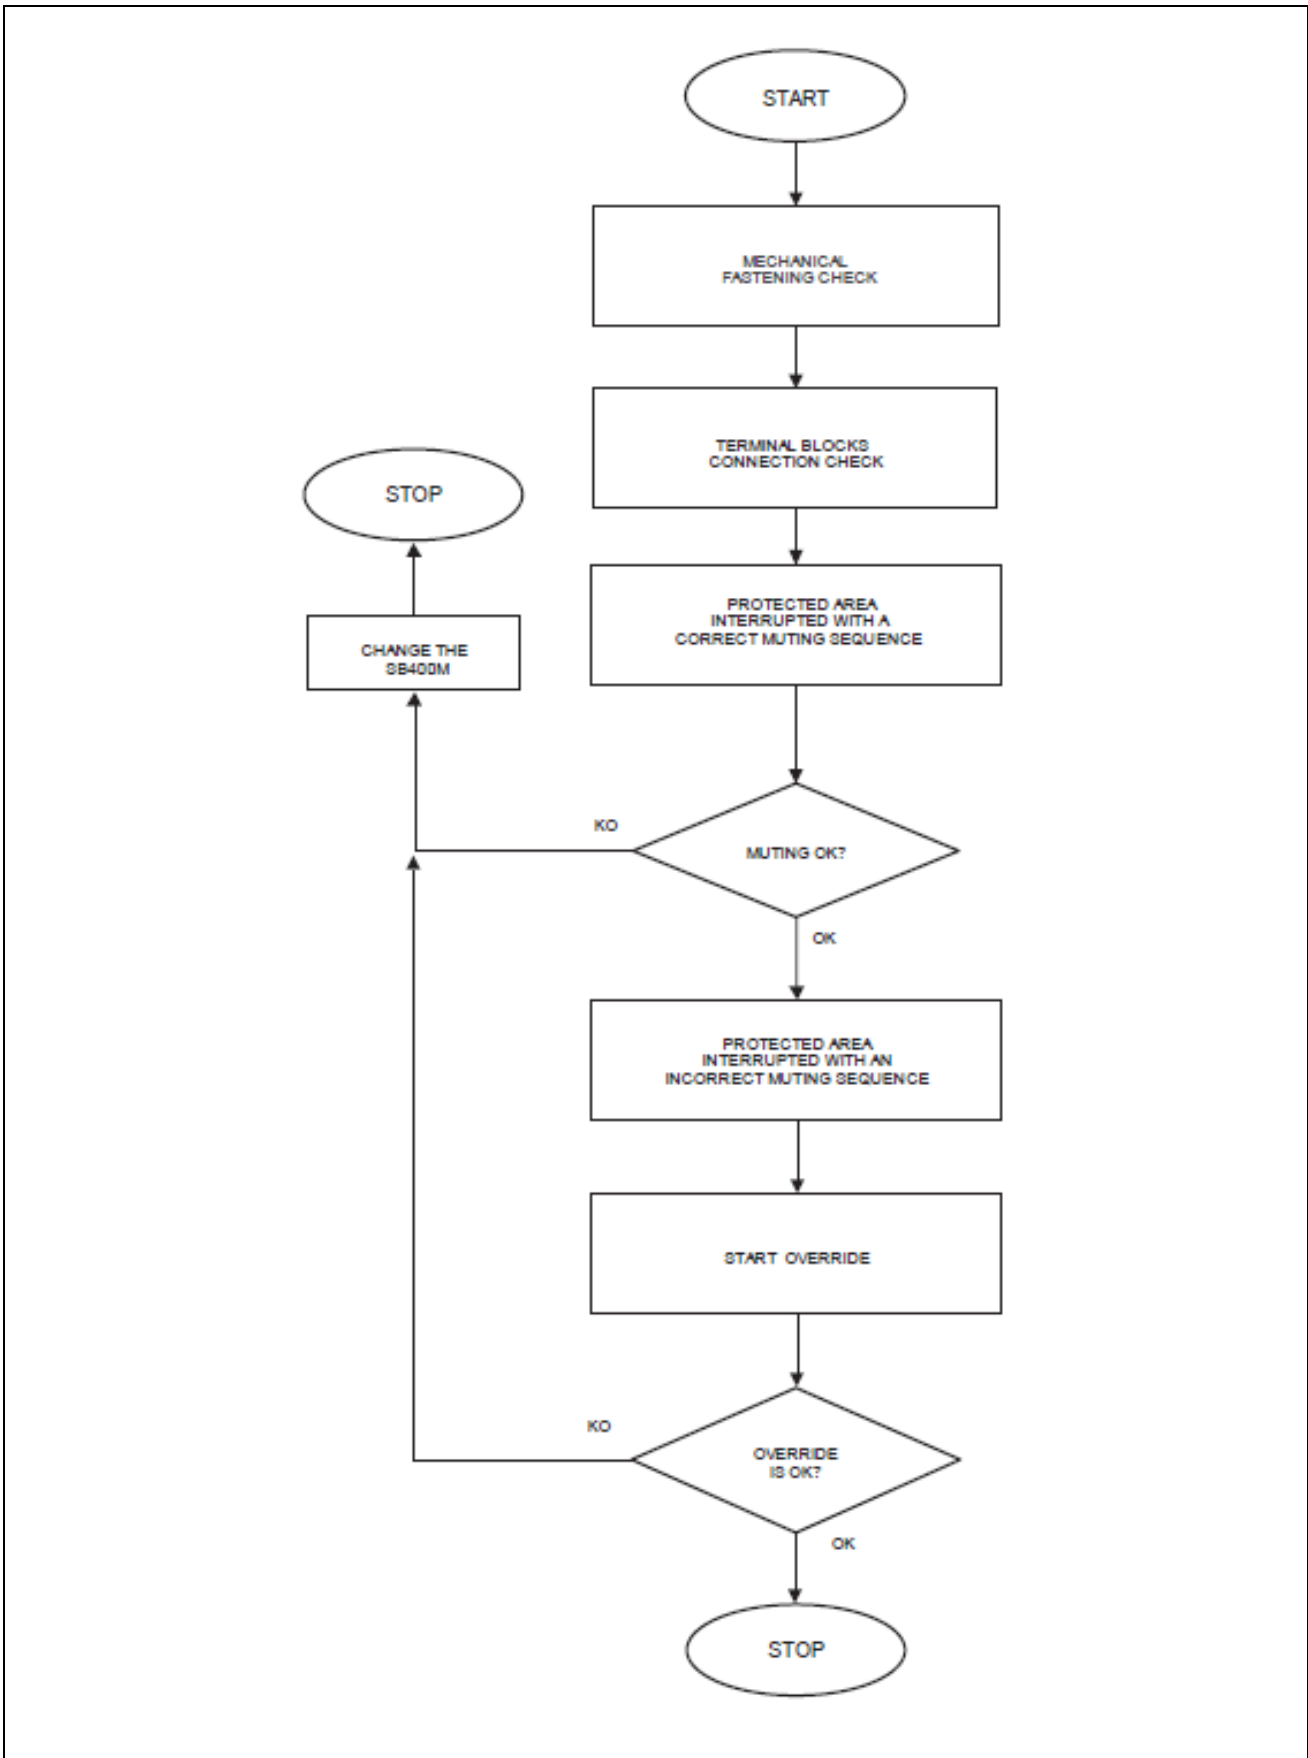 START
MECHANICAL
FASTENING CHECK
TERMINAL BLOCKS
CONNECTION CHECK
STOP
PROTECTED AREA
INTERRUPTED WITH A
CORRECT MUTING SEQUENCE
CHANGE THE
SB400M
KO
MUTING OK?
OK
PROTECTED AREA
INTERRUPTED WITH AN
INCORRECT MUTING SEQUENCE
START OVERRIDE
KO
OVERRIDE
IS OK?
OK
STOP